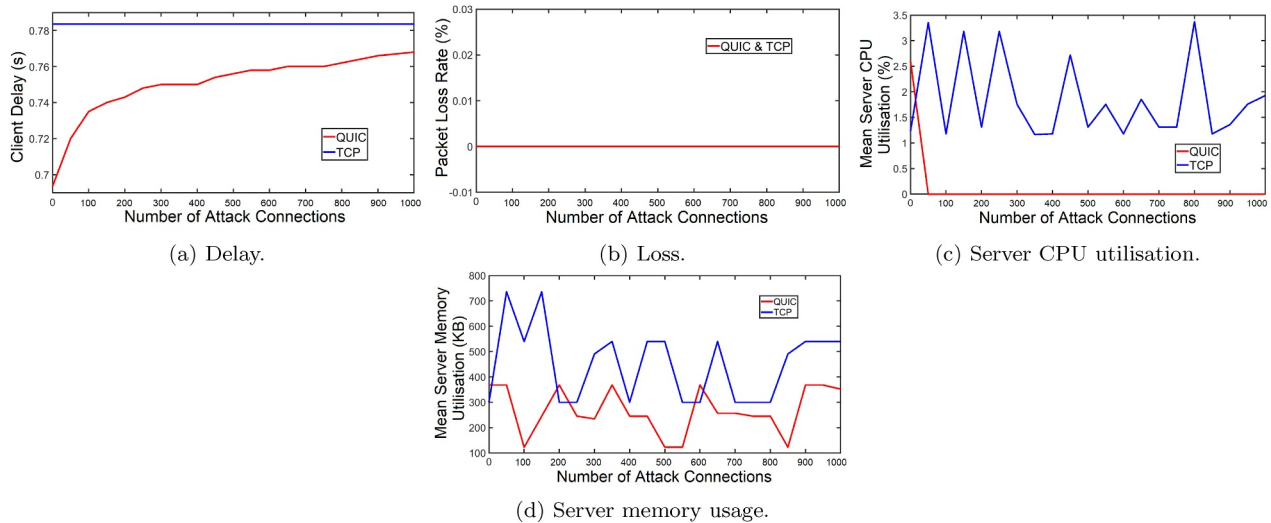 0.78
0.76
0.74
0.72
0.7
Client Delay (s)
QUIC
TCP
0 100 200 300 400 500 600 700 800 900 1000
Number of Attack Connections
(a) Delay.
0.03
0.02
0.01
0
-0.01
Packet Loss Rate (%)
QUIC & TCP
100 200 300 400 500 600 700 800 900 1000
Number of Attack Connections
(b) Loss.
3.5
3
2.5
2
1.5
1
0.5
0
Mean Server CPU
Utilisation (%)
QUIC
TCP
0 100 200 300 400 500 600 700 800 900 1000
Number of Attack Connections
(c) Server CPU utilisation.
800
700
600
500
400
300
200
100
Mean Server Memory
Utilisation (KB)
QUIC
TCP
0 100 200 300 400 500 600 700 800 900 1000
Number of Attack Connections
(d) Server memory usage.